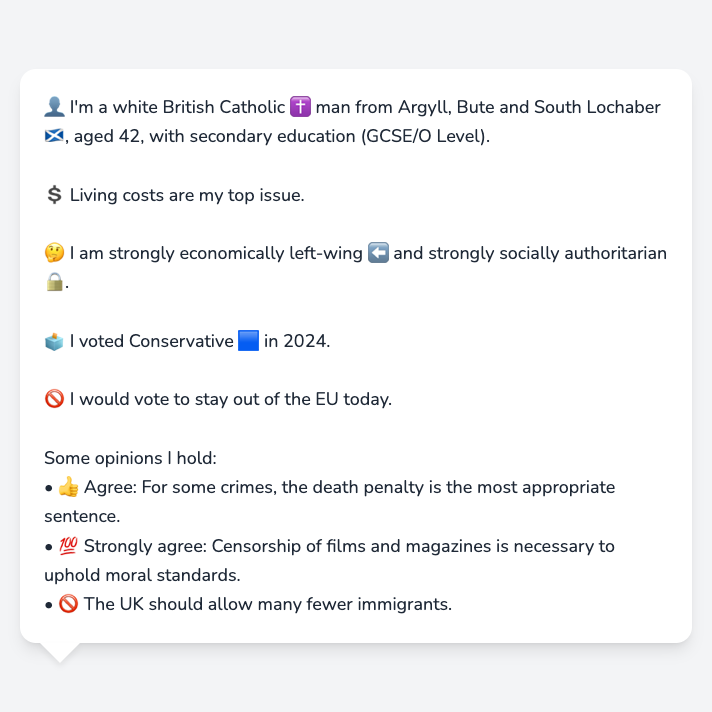 👤 I'm a white British Catholic ✝️ man from Argyll, Bute and South Lochaber
🏴󠁧󠁢󠁳󠁣󠁴󠁿, aged 42, with secondary education (GCSE/O Level).
💲 Living costs are my top issue.
🤔 I am strongly economically left-wing ⬅️ and strongly socially authoritarian
🔒.
🗳️ I voted Conservative 🟦 in 2024.
🚫 I would vote to stay out of the EU today.
Some opinions I hold:
• 👍 Agree: For some crimes, the death penalty is the most appropriate
sentence.
• 💯 Strongly agree: Censorship of films and magazines is necessary to
uphold moral standards.
• 🚫 The UK should allow many fewer immigrants.